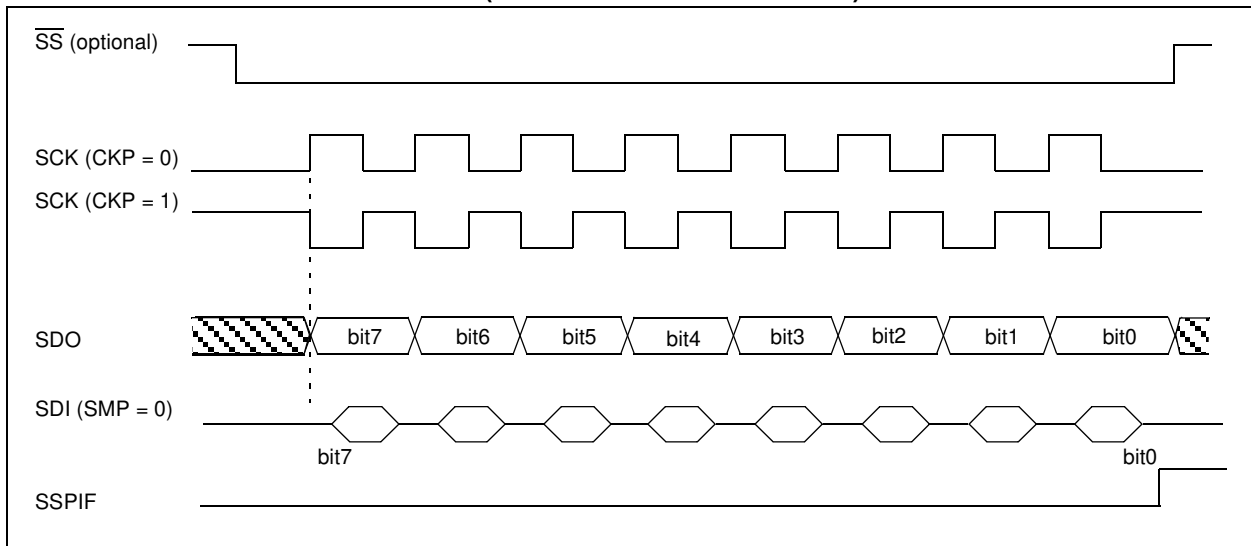 SS (optional)
SCK (CKP = 0)
SCK (CKP = 1)
SDO
bit7 bit6 bit5 bit4 bit3 bit2 bit1 bit0
SDI (SMP = 0)
bit7 bit0
SSPIF